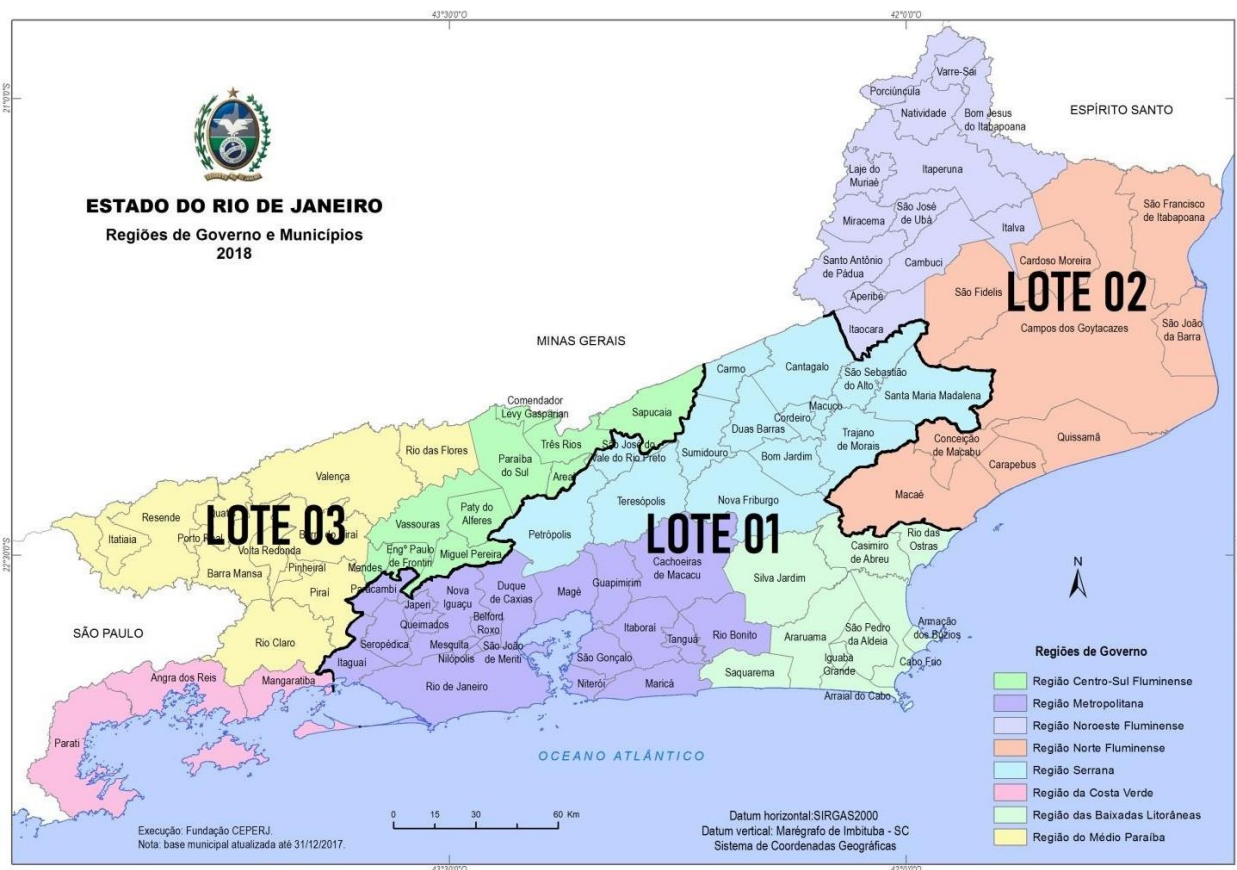 43°30'0"O
42°0'0"O
21°0'0"S
ESTADO DO RIO DE JANEIRO
Regiões de Governo e Municípios
2018
ESPÍRITO SANTO
MINAS GERAIS
SÃO PAULO
Varre-Sai
Porciúncula
Natividade
Bom Jesus
do Itabapoana
Laje do
Muriaé
Itaperuna
São José
de Ubá
Miracema
Italva
Santo Antônio
de Pádua
Cambuci
Aperibé
Itaocara
São Francisco
de Itabapoana
Cardoso Moreira
São Fidelis
LOTE 02
Campos dos Goytacazes
São João
da Barra
Quissamã
Conceição
de Macabu
Carapebus
Macaé
Carmo
Cantagalo
São Sebastião
do Alto
Santa Maria Madalena
Macuco
Cordeiro
Duas Barras
Trajano
de Morais
Sumidouro
Bom Jardim
Nova Friburgo
São José do
Vale do Rio Preto
Teresópolis
Petrópolis
LOTE 01
Comendador
Levy Gasparian
Sapucaia
Três Rios
Paraíba
do Sul
Areal
Paty do
Alferes
Vassouras
Engº Paulo
de Frontin
Miguel Pereira
Mendes
Rio das Flores
Valença
Resende
Itatiaia
LOTE 03
Volta Redonda
Barra Mansa
Pinheiral
Piraí
Rio Claro
Paracambi
Japeri
Nova
Iguaçu
Duque
de Caxias
Magé
Guapimirim
Cachoeiras
de Macacu
Queimados
Belford
Roxo
Seropédica
Mesquita
Nilópolis
São João
de Meriti
Itaguaí
Rio de Janeiro
Itaboraí
Tanguá
Rio Bonito
São Gonçalo
Niterói
Maricá
Casimiro
de Abreu
Rio das
Ostras
Silva Jardim
Araruama
São Pedro
da Aldeia
Armação
dos Búzios
Iguaba
Grande
Cabo Frio
Saquarema
Arraial do Cabo
Angra dos Reis
Mangaratiba
Parati
OCEANO ATLÂNTICO
N
Regiões de Governo
Região Centro-Sul Fluminense
Região Metropolitana
Região Noroeste Fluminense
Região Norte Fluminense
Região Serrana
Região da Costa Verde
Região das Baixadas Litorâneas
Região do Médio Paraíba
0 15 30 60 Km
Execução: Fundação CEPERJ.
Nota: base municipal atualizada até 31/12/2017.
Datum horizontal:SIRGAS2000
Datum vertical: Marégrafo de Imbituba - SC
Sistema de Coordenadas Geográficas
22°30'0"S